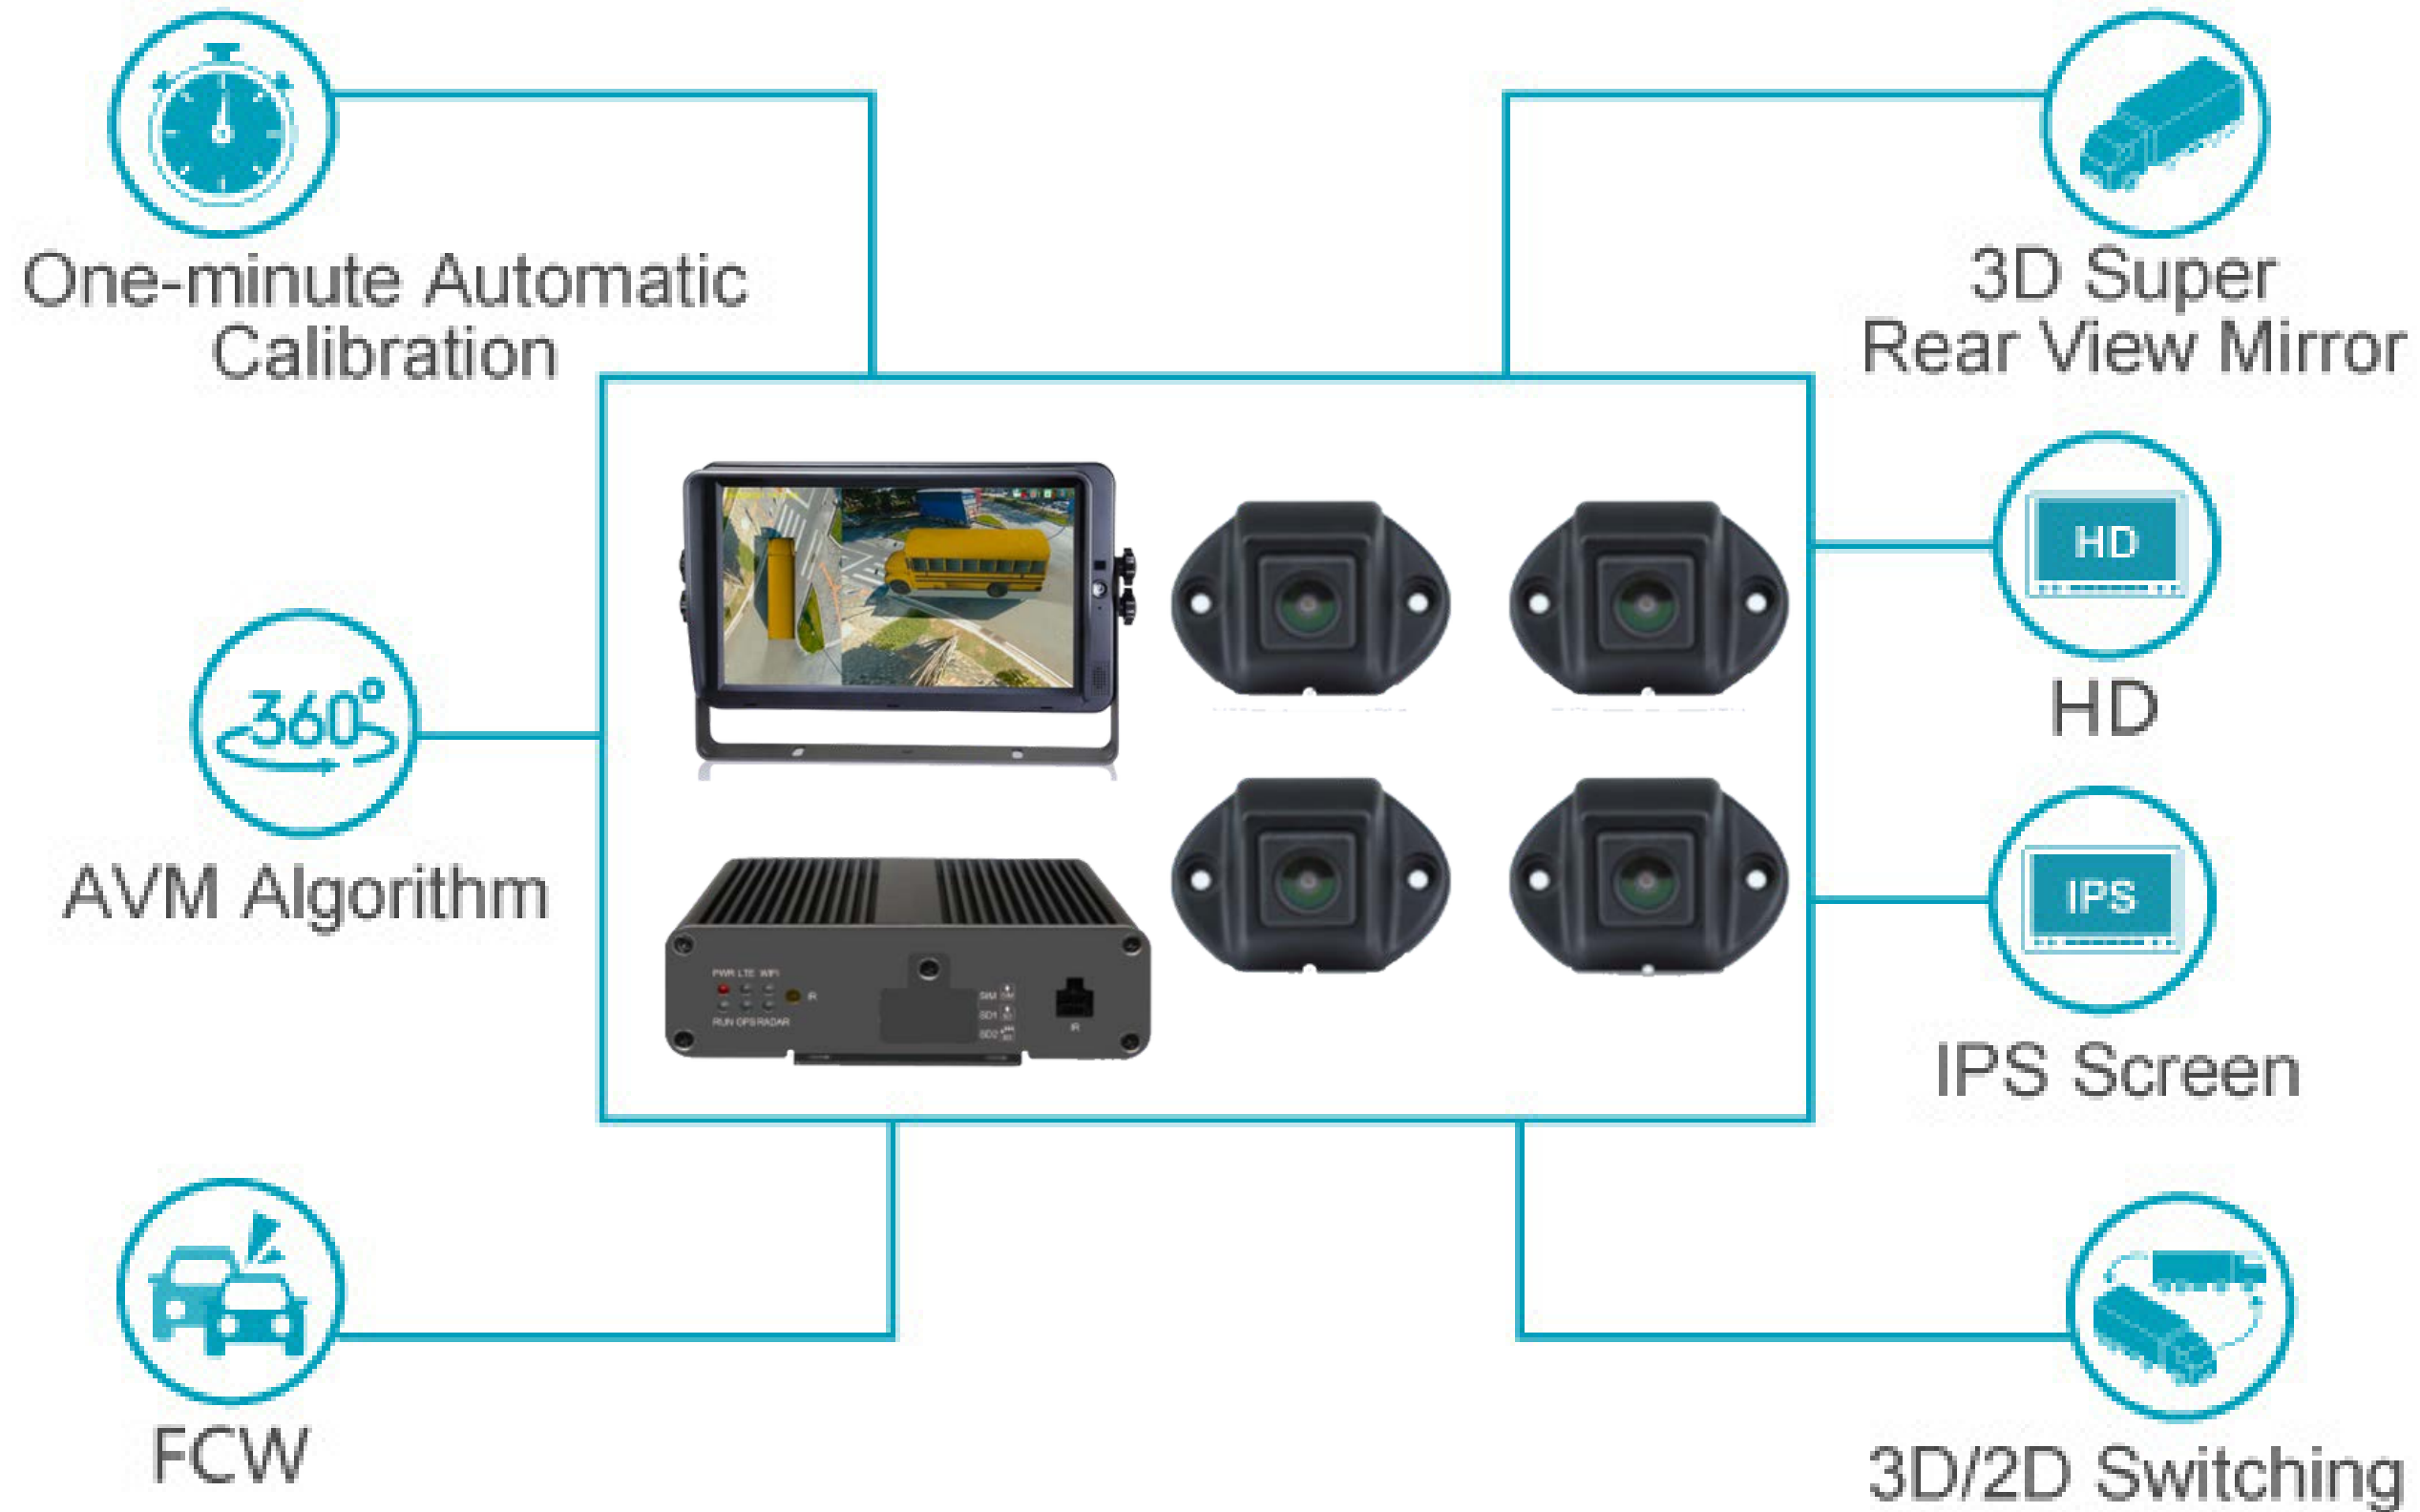 One-minute Automatic
Calibration
3D Super
Rear View Mirror
HD
HD
360°
AVM Algorithm
IPS
IPS Screen
PWR LTE WIFI
IR
RUN GPS RADAR
SIM
SD1
SD2
IR
FCW
3D/2D Switching